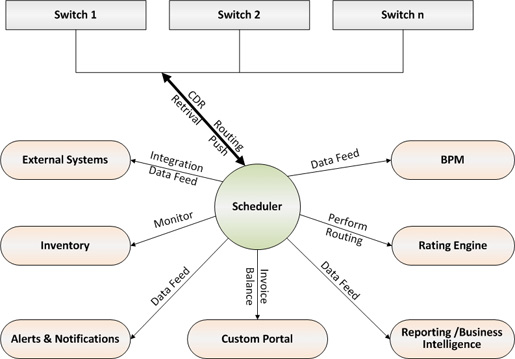 Switch 1
Switch 2
Switch n
CDR
Retrival
Routing
Push
External Systems
Integration
Data Feed
Data Feed
BPM
Scheduler
Inventory
Monitor
Perform
Routing
Rating Engine
Data Feed
Invoice
Balance
Data Feed
Alerts & Notifications
Custom Portal
Reporting /Business
Intelligence